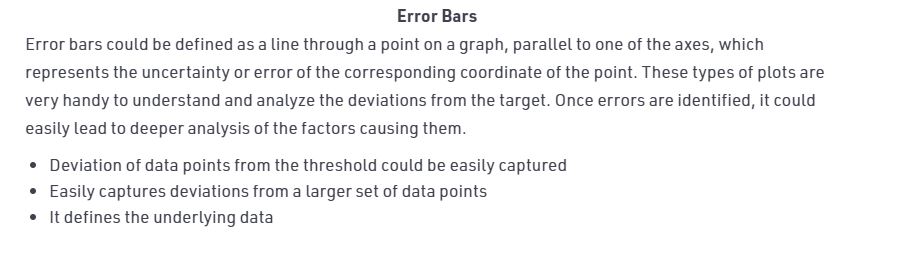 Error Bars
Error bars could be defined as a line through a point on a graph, parallel to one of the axes, which
represents the uncertainty or error of the corresponding coordinate of the point. These types of plots are
very handy to understand and analyze the deviations from the target. Once errors are identified, it could
easily lead to deeper analysis of the factors causing them.
• Deviation of data points from the threshold could be easily captured
• Easily captures deviations from a larger set of data points
• It defines the underlying data